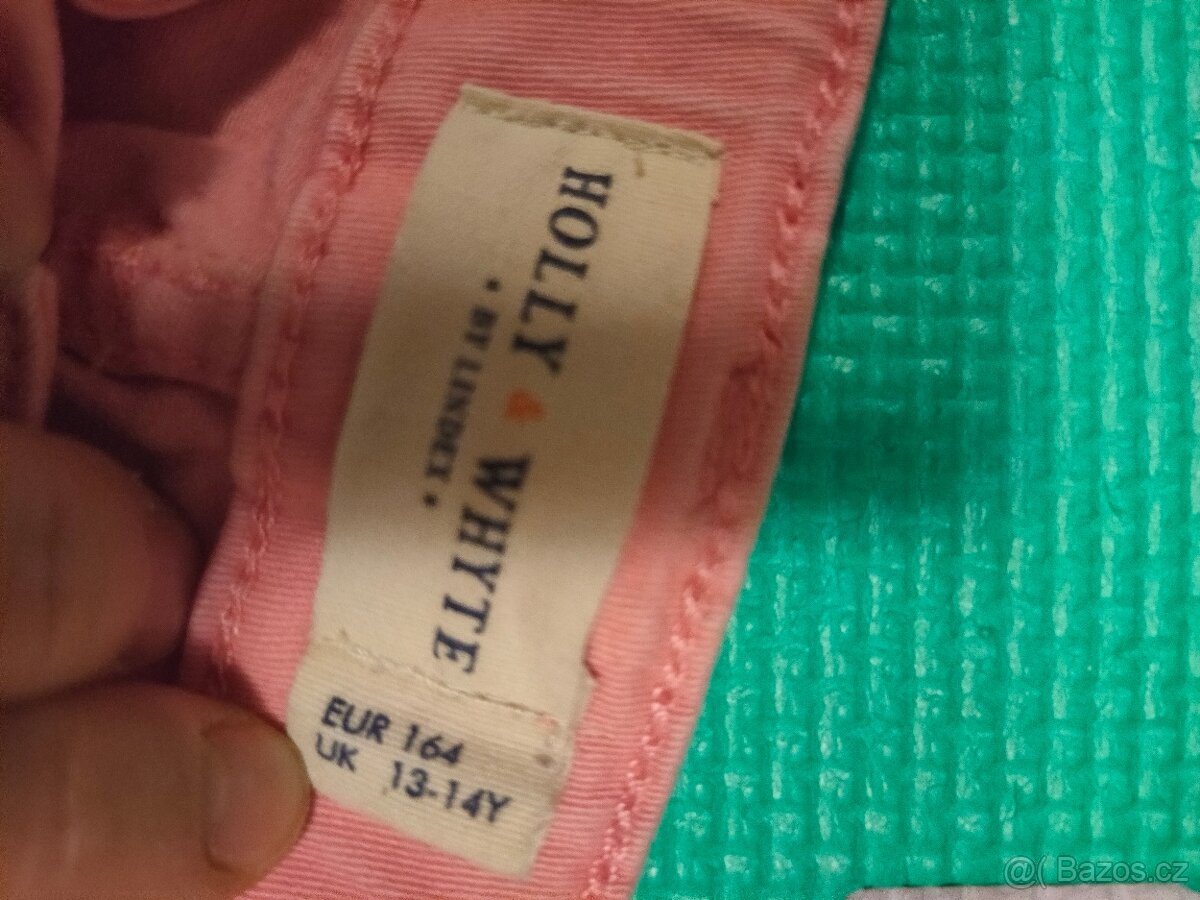 HOLLY WHYTE
• BY LINDEX •
EUR 164
UK 13-14Y
@( Bazos.cz